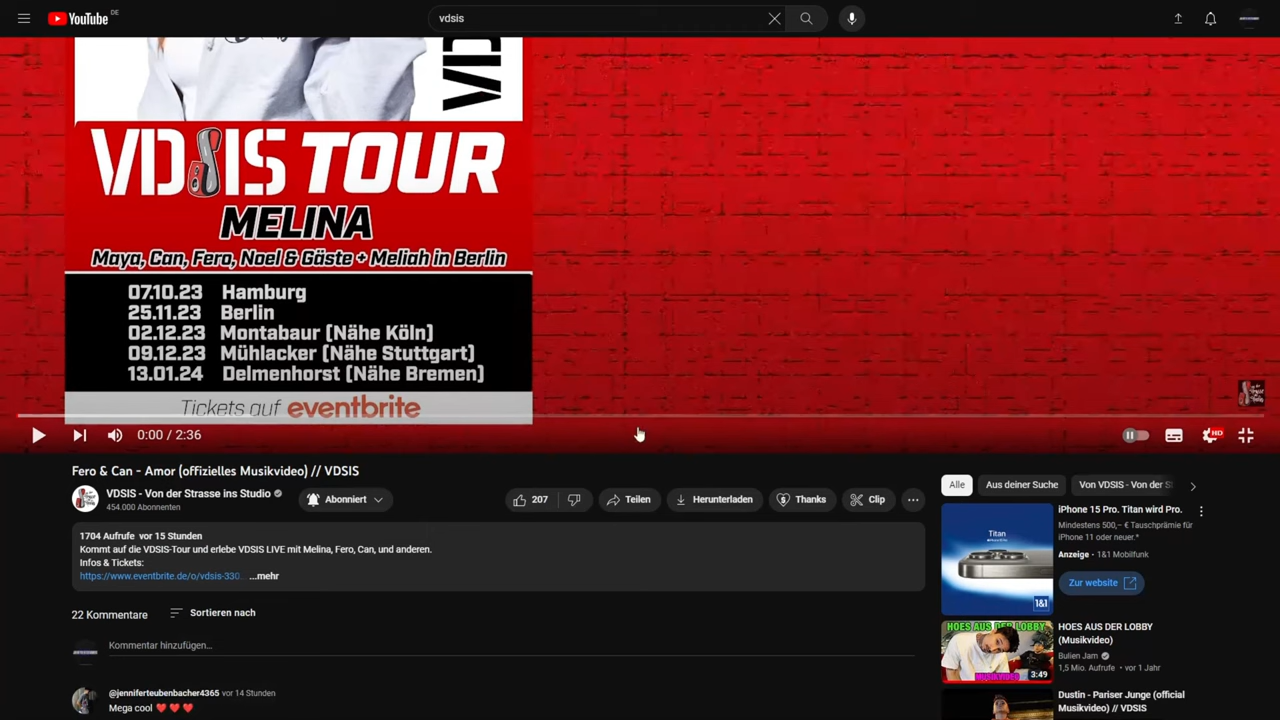 YouTube DE
vdsis
VD
VDSIS TOUR
MELINA
Maya, Can, Fero, Noel & Gäste + Meliah in Berlin
07.10.23 Hamburg
25.11.23 Berlin
02.12.23 Montabaur (Nähe Köln)
09.12.23 Mühlacker (Nähe Stuttgart)
13.01.24 Delmenhorst (Nähe Bremen)
Tickets auf eventbrite
0:00 / 2:36
HD
Fero & Can - Amor (offizielles Musikvideo) // VDSIS
VDSIS - Von der Strasse ins Studio
454.000 Abonnenten
Abonniert
207
Teilen
Herunterladen
Thanks
Clip
1704 Aufrufe vor 15 Stunden
Kommt auf die VDSIS-Tour und erlebe VDSIS LIVE mit Melina, Fero, Can, und anderen.
Infos & Tickets:
https://www.eventbrite.de/o/vdsis-330... ...mehr
22 Kommentare
Sortieren nach
Kommentar hinzufügen...
@jenniferteubenbacher4365 vor 14 Stunden
Mega cool ❤️❤️❤️
Alle
Aus deiner Suche
Von VDSIS - Von der S
Titan
1&1
iPhone 15 Pro. Titan wird Pro.
Mindestens 500,– € Tauschprämie für
iPhone 11 oder neuer.*
Anzeige • 1&1 Mobilfunk
Zur website
HOES AUS DER LOBBY
MUSIKVIDEO
3:49
HOES AUS DER LOBBY
(Musikvideo)
Bullen Jam
1,5 Mio. Aufrufe • vor 1 Jahr
Dustin - Pariser Junge (official
Musikvideo) // VDSIS